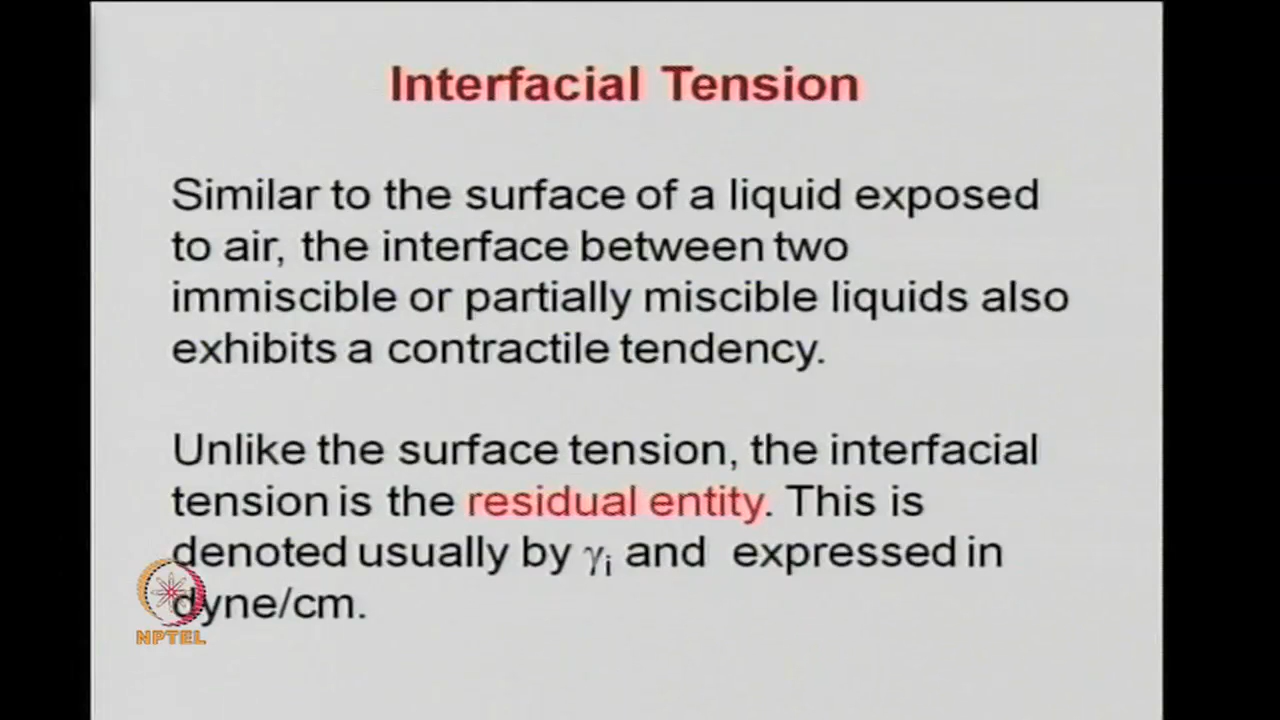 Interfacial Tension
Similar to the surface of a liquid exposed
to air, the interface between two
immiscible or partially miscible liquids also
exhibits a contractile tendency.
Unlike the surface tension, the interfacial
tension is the residual entity. This is
denoted usually by γᵢ and expressed in
dyne/cm.
NPTEL